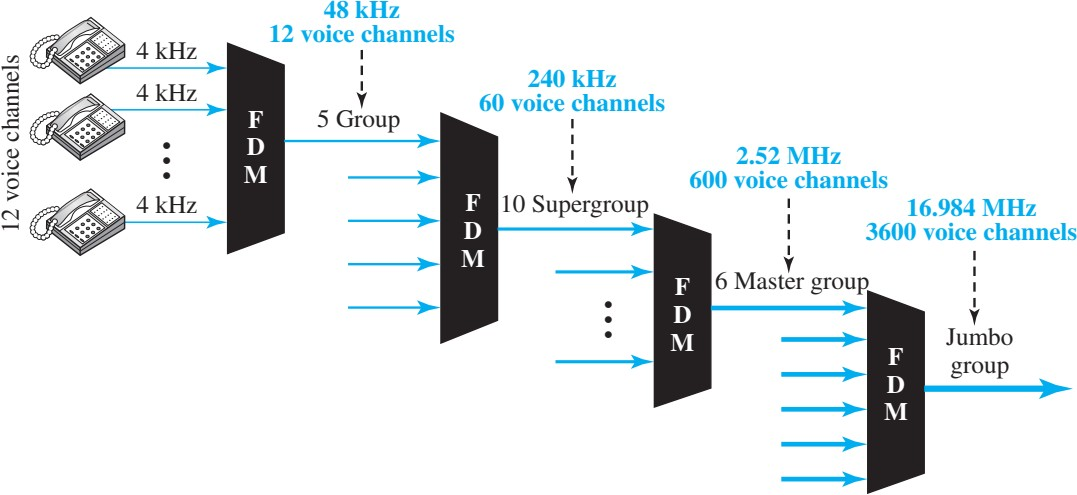 12 voice channels
4 kHz
4 kHz
4 kHz
F
D
M
48 kHz
12 voice channels
5 Group
F
D
M
240 kHz
60 voice channels
10 Supergroup
F
D
M
2.52 MHz
600 voice channels
6 Master group
F
D
M
16.984 MHz
3600 voice channels
Jumbo
group